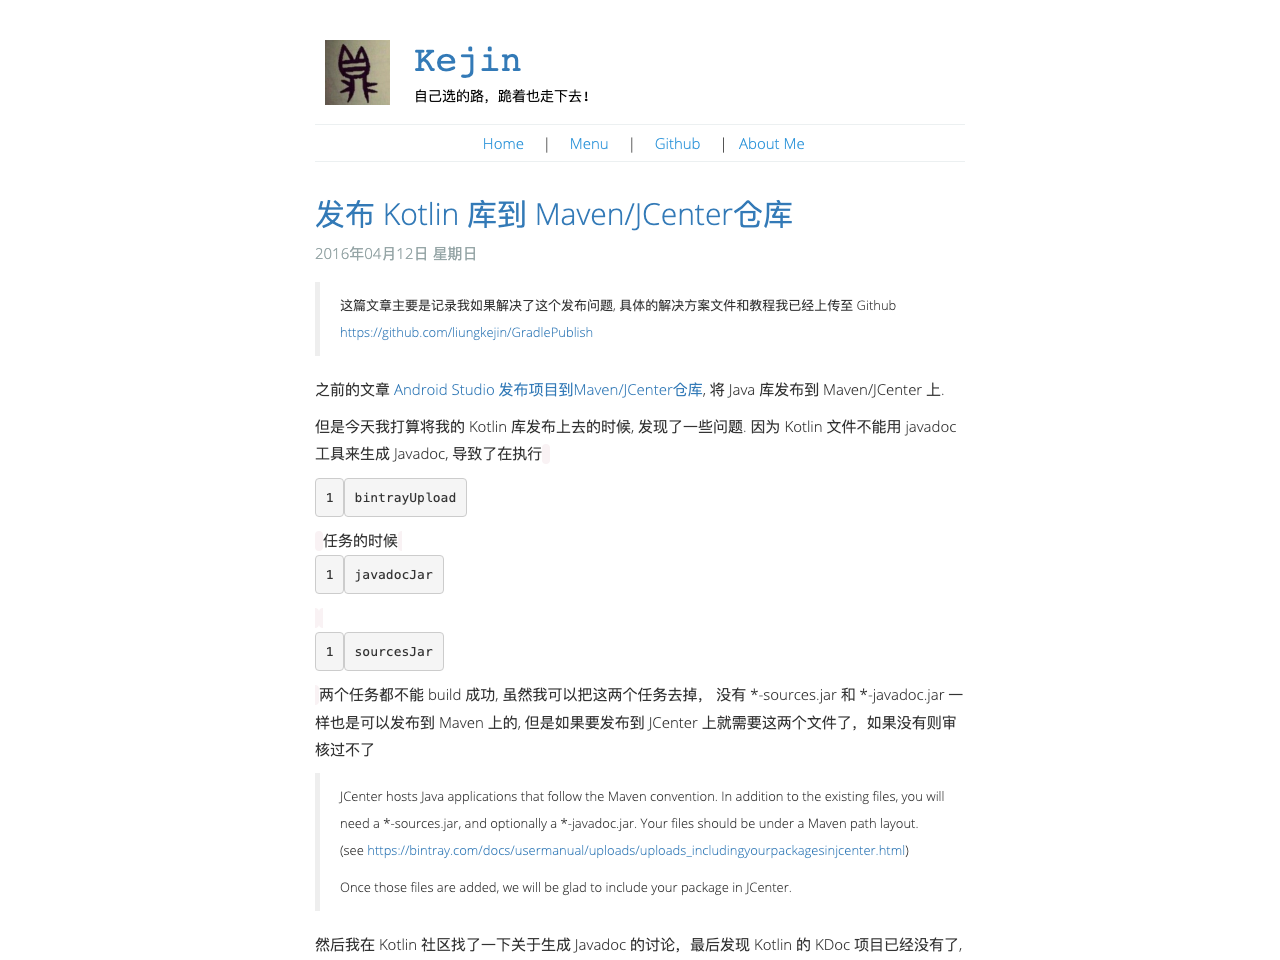 Kejin
自己选的路，跪着也走下去！
Home | Menu | Github | About Me
发布 Kotlin 库到 Maven/JCenter仓库
2016年04月12日 星期日
这篇文章主要是记录我如果解决了这个发布问题, 具体的解决方案文件和教程我已经上传至 Github
https://github.com/liungkejin/GradlePublish
之前的文章 Android Studio 发布项目到Maven/JCenter仓库, 将 Java 库发布到 Maven/JCenter 上.
但是今天我打算将我的 Kotlin 库发布上去的时候, 发现了一些问题. 因为 Kotlin 文件不能用 javadoc
工具来生成 Javadoc, 导致了在执行
1 bintrayUpload
任务的时候
1 javadocJar
1 sourcesJar
两个任务都不能 build 成功, 虽然我可以把这两个任务去掉， 没有 *-sources.jar 和 *-javadoc.jar 一
样也是可以发布到 Maven 上的, 但是如果要发布到 JCenter 上就需要这两个文件了，如果没有则审
核过不了
JCenter hosts Java applications that follow the Maven convention. In addition to the existing files, you will
need a *-sources.jar, and optionally a *-javadoc.jar. Your files should be under a Maven path layout.
(see https://bintray.com/docs/usermanual/uploads/uploads_includingyourpackagesinjcenter.html)
Once those files are added, we will be glad to include your package in JCenter.
然后我在 Kotlin 社区找了一下关于生成 Javadoc 的讨论，最后发现 Kotlin 的 KDoc 项目已经没有了,